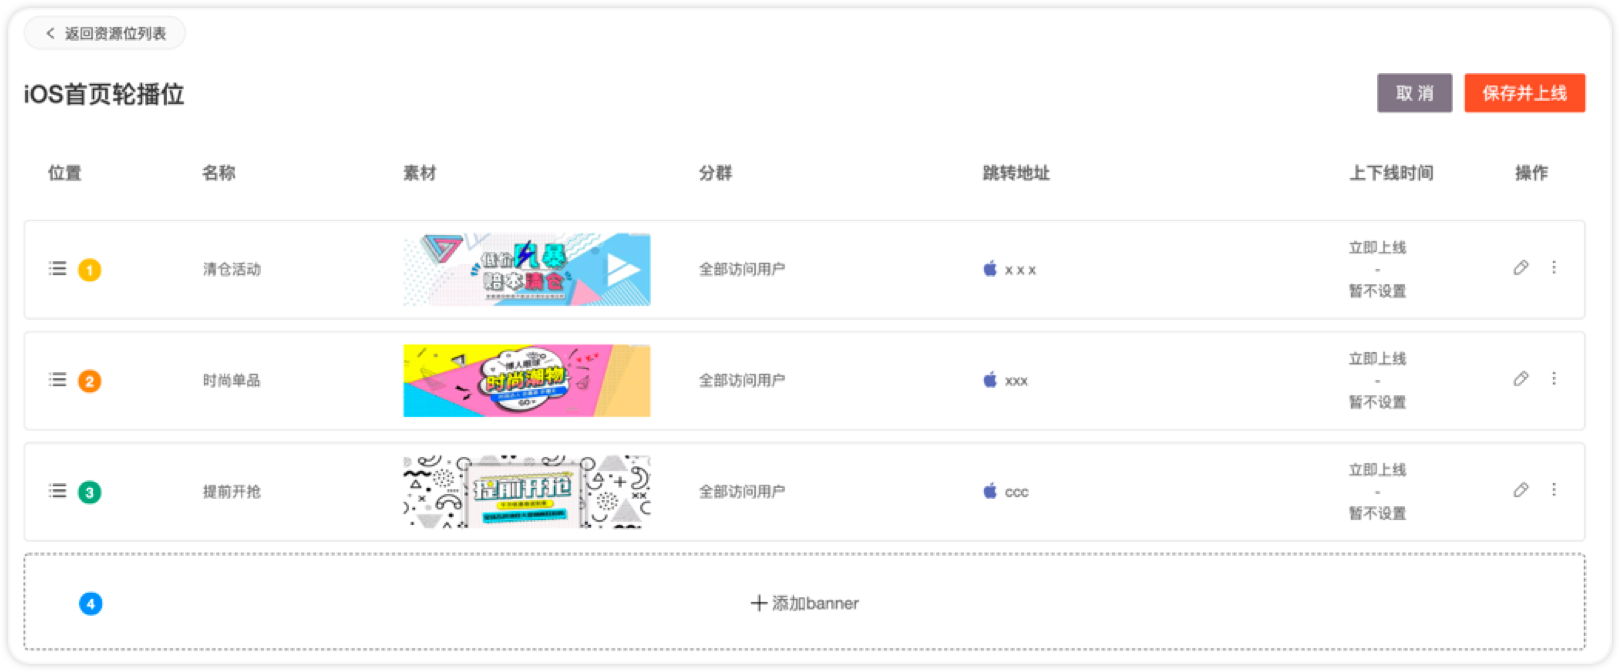 返回资源位列表
iOS首页轮播位
取 消
保存并上线
位置 名称 素材 分群 跳转地址 上下线时间 操作
1 清仓活动
低价风暴
赔本清仓
全部访问用户
x x x
立即上线
-
暂不设置
2 时尚单品
博人眼球
时尚潮物
GO
全部访问用户
xxx
立即上线
-
暂不设置
3 提前开抢
提前开抢
全部访问用户
ccc
立即上线
-
暂不设置
4
添加banner